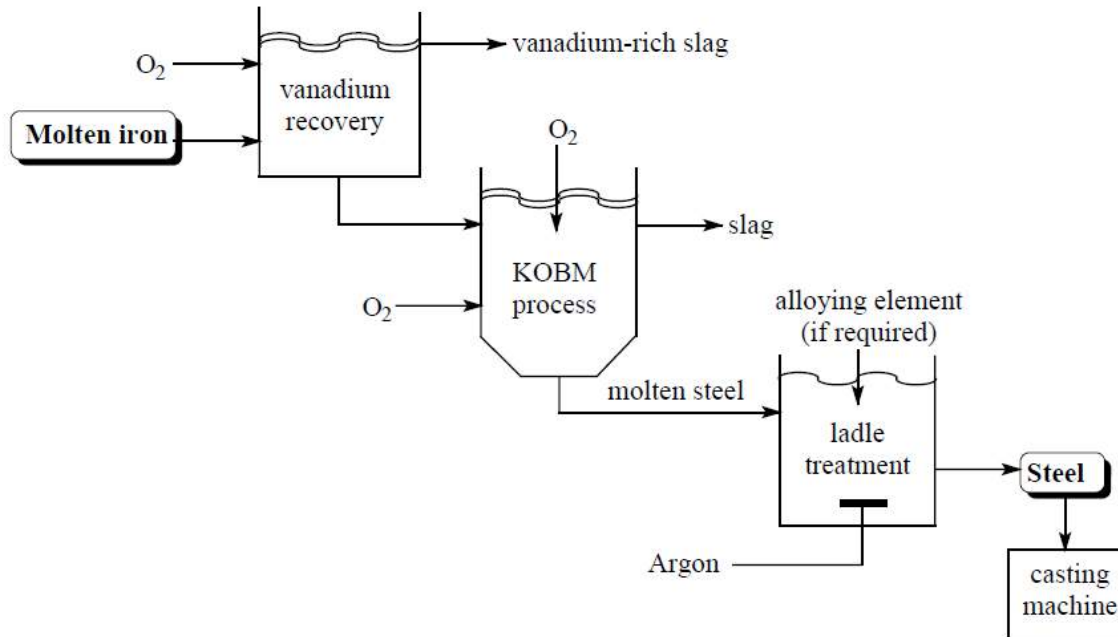 vanadium-rich slag
O2
vanadium
recovery
Molten iron
O2
slag
KOBM
process
O2
alloying element
(if required)
molten steel
ladle
treatment
Steel
Argon
casting
machine